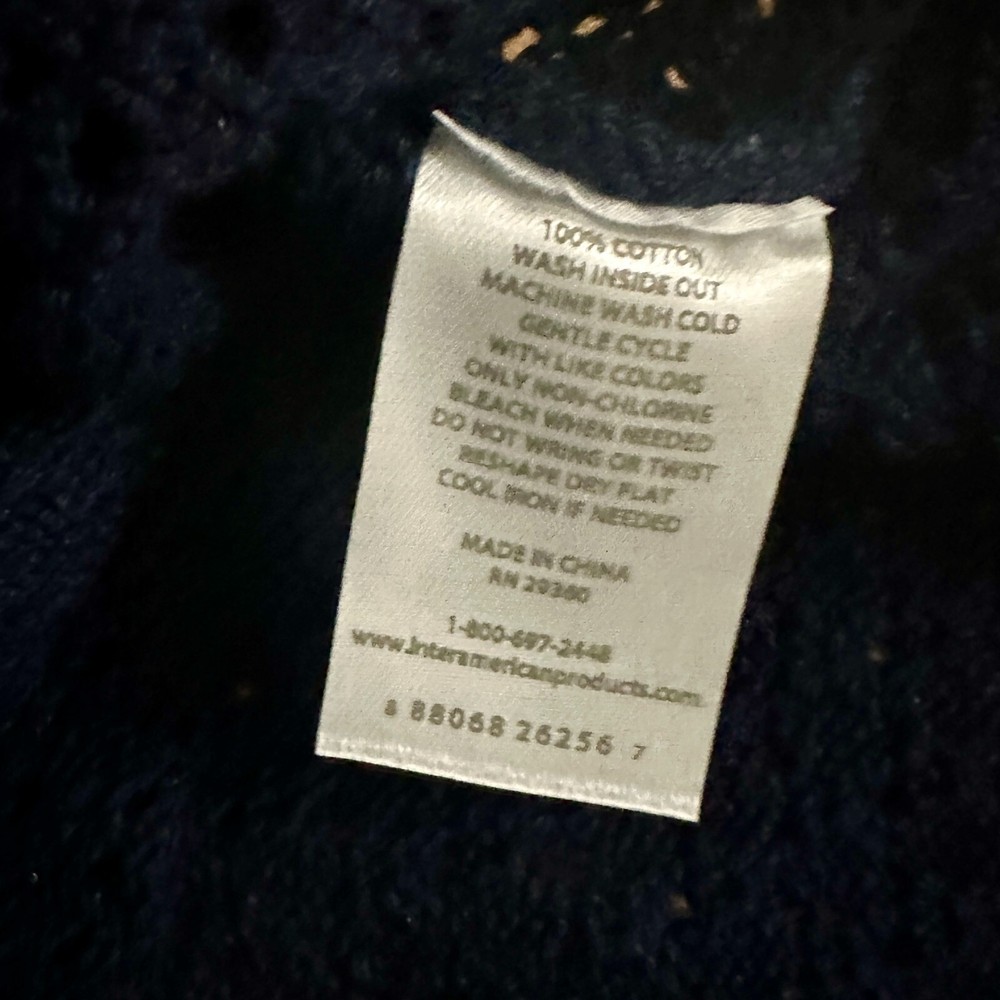 100% COTTON
WASH INSIDE OUT
MACHINE WASH COLD
GENTLE CYCLE
WITH LIKE COLORS
ONLY NON-CHLORINE
BLEACH WHEN NEEDED
DO NOT WRING OR TWIST
RESHAPE DRY FLAT
COOL IRON IF NEEDED
MADE IN CHINA
RN 29360
1-800-697-2448
www.interamericanproducts.com
8 88068 26256 7